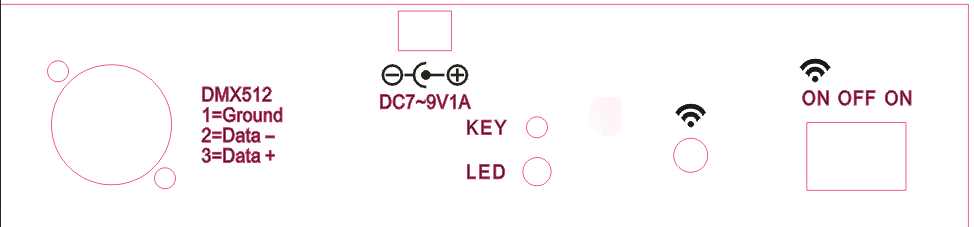 DMX512
1=Ground
2=Data –
3=Data +
DC7~9V1A
KEY
LED
ON OFF ON